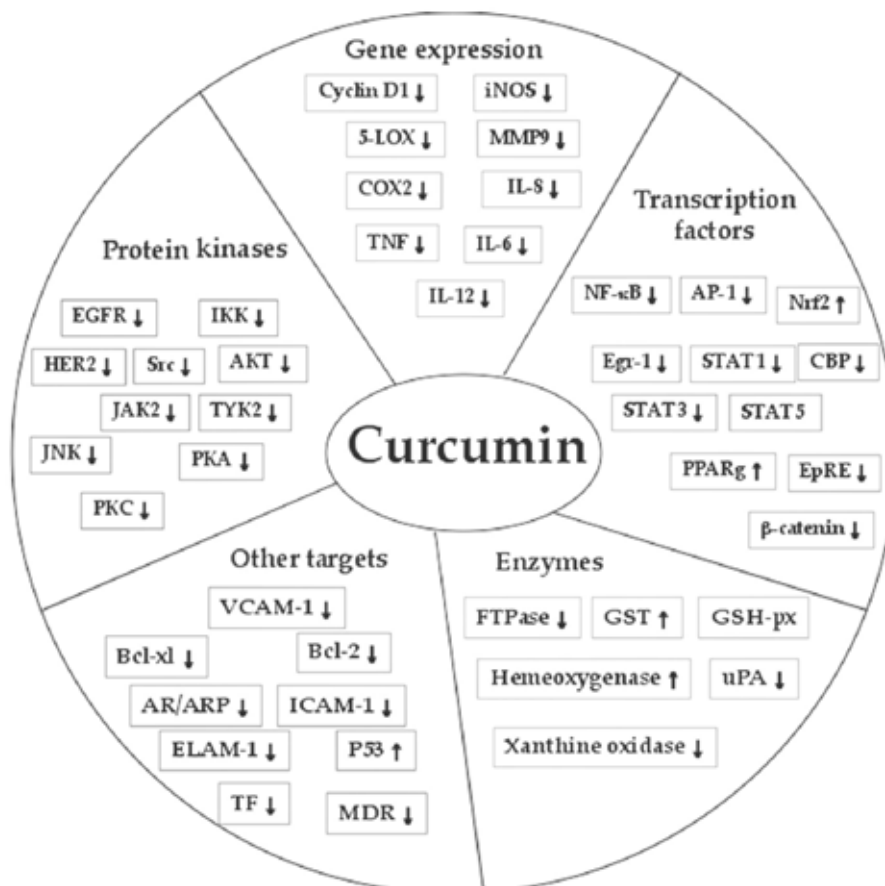 Gene expression
Cyclin D1 ↓ iNOS ↓
5-LOX ↓ MMP9 ↓
COX2 ↓ IL-8 ↓
TNF ↓ IL-6 ↓
IL-12 ↓
Transcription
factors
NF-κB ↓ AP-1 ↓ Nrf2 ↑
Egr-1 ↓ STAT1 ↓ CBP ↓
STAT3 ↓ STAT5
PPARg ↑ EpRE ↓
β-catenin ↓
Protein kinases
EGFR ↓ IKK ↓
HER2 ↓ Src ↓ AKT ↓
JAK2 ↓ TYK2 ↓
JNK ↓ PKA ↓
PKC ↓
Curcumin
Other targets
VCAM-1 ↓
Bcl-xl ↓ Bcl-2 ↓
AR/ARP ↓ ICAM-1 ↓
ELAM-1 ↓ P53 ↑
TF ↓ MDR ↓
Enzymes
FTPase ↓ GST ↑ GSH-px
Hemeoxygenase ↑ uPA ↓
Xanthine oxidase ↓